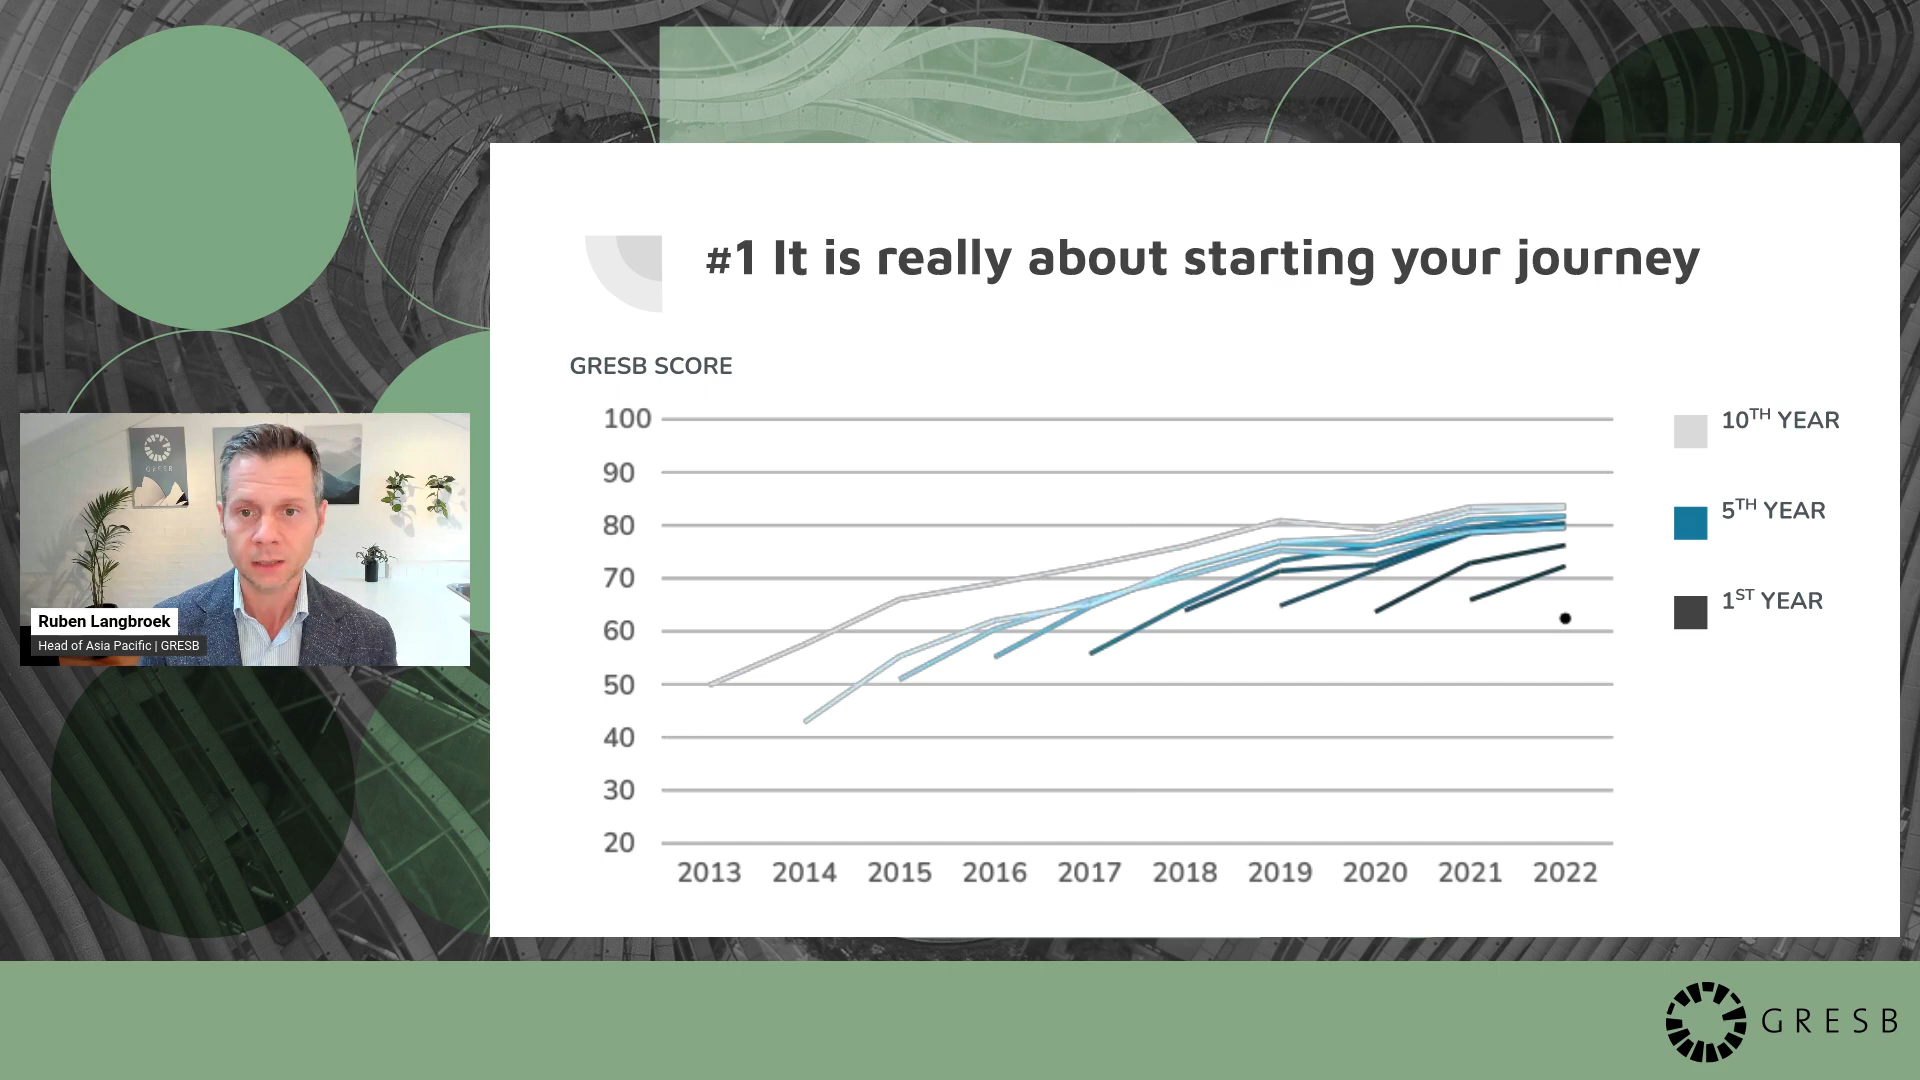 #1 It is really about starting your journey
GRESB SCORE
100
90
80
70
60
50
40
30
20
2013 2014 2015 2016 2017 2018 2019 2020 2021 2022
10TH YEAR
5TH YEAR
1ST YEAR
GRESB
Ruben Langbroek
Head of Asia Pacific | GRESB
GRESB